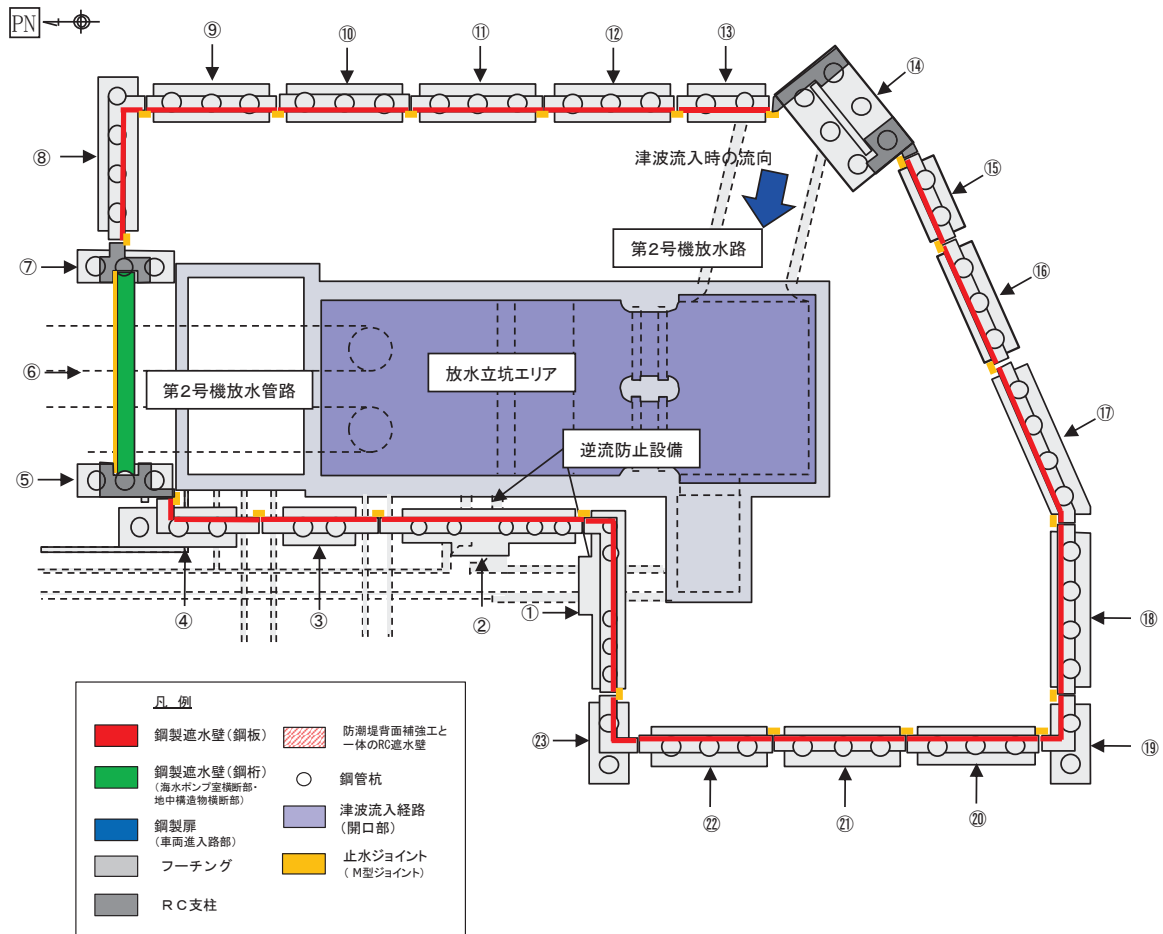 PN
⑨
⑩
⑪
⑫
⑬
⑭
⑮
⑯
⑰
⑱
⑲
⑧
⑦
⑥
⑤
津波流入時の流向
第2号機放水路
第2号機放水管路
放水立坑エリア
逆流防止設備
④
③
②
①
㉓
㉒
㉑
⑳
凡 例
鋼製遮水壁(鋼板)
鋼製遮水壁(鋼桁)
(海水ポンプ室横断部・
地中構造物横断部)
鋼製扉
(車両進入路部)
フーチング
RC支柱
防潮堤背面補強工と
一体のRC遮水壁
鋼管杭
津波流入経路
(開口部)
止水ジョイント
(M型ジョイント)